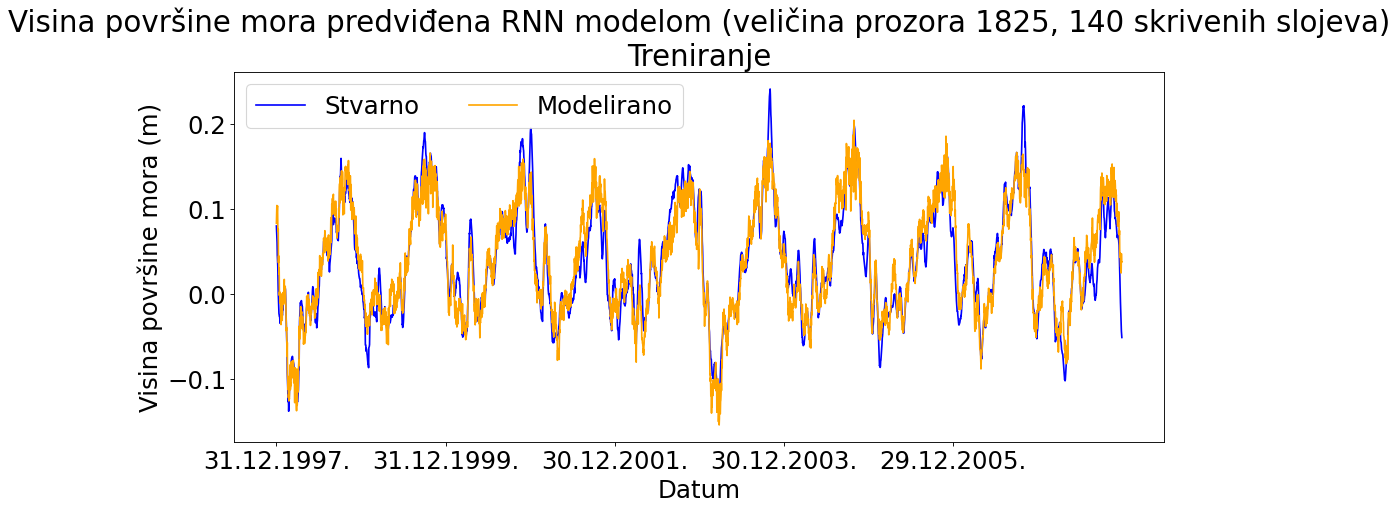 Visina površine mora predviđena RNN modelom (veličina prozora 1825, 140 skrivenih slojeva)
Treniranje
Stvarno
Modelirano
Visina površine mora (m)
0.2
0.1
0.0
−0.1
31.12.1997.
31.12.1999.
30.12.2001.
30.12.2003.
29.12.2005.
Datum